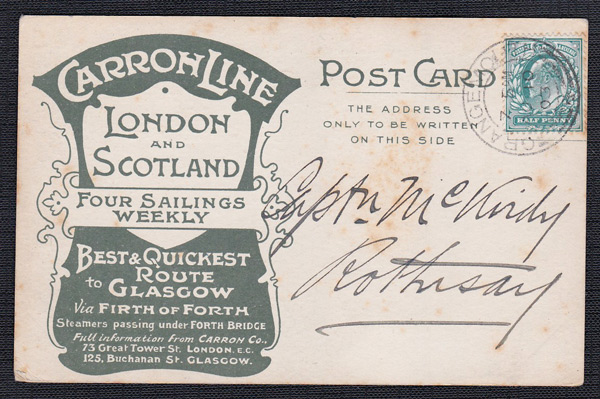 CARRON LINE
LONDON
AND
SCOTLAND
FOUR SAILINGS
WEEKLY
BEST & QUICKEST
ROUTE
to GLASGOW
Via FIRTH OF FORTH
Steamers passing under FORTH BRIDGE
Full information from CARRON Co.,
73 Great Tower St. LONDON. E.C.
125, Buchanan St. GLASGOW.
POST CARD
THE ADDRESS
ONLY TO BE WRITTEN
ON THIS SIDE
HALF PENNY
GRANGE
Captn McKirdy
Rothesay